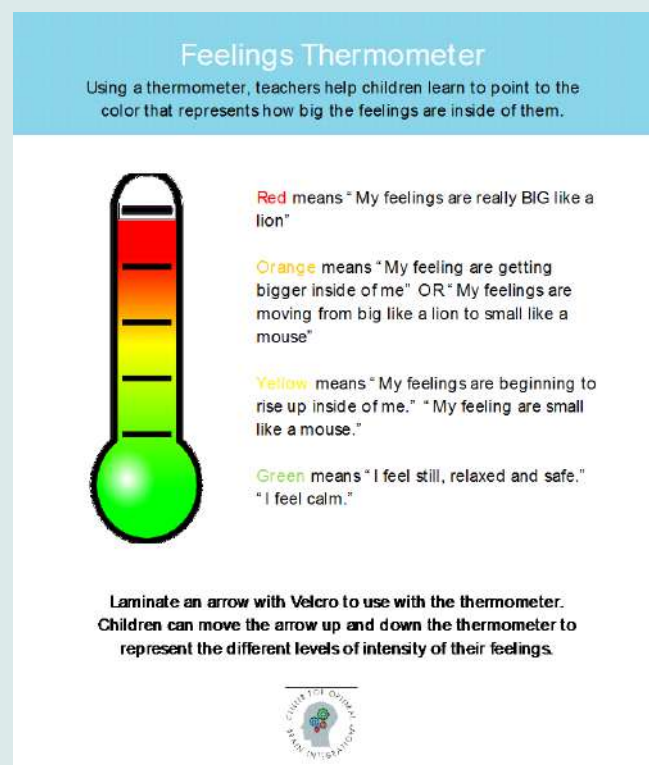 Feelings Thermometer
Using a thermometer, teachers help children learn to point to the
color that represents how big the feelings are inside of them.
Red means “ My feelings are really BIG like a
lion”
Orange means “ My feeling are getting
bigger inside of me” OR “ My feelings are
moving from big like a lion to small like a
mouse”
Yellow means “ My feelings are beginning to
rise up inside of me.” “ My feeling are small
like a mouse.”
Green means “ I feel still, relaxed and safe.”
“ I feel calm.”
Laminate an arrow with Velcro to use with the thermometer.
Children can move the arrow up and down the thermometer to
represent the different levels of intensity of their feelings.
CENTER FOR OPTIMAL
BRAIN INTEGRATION